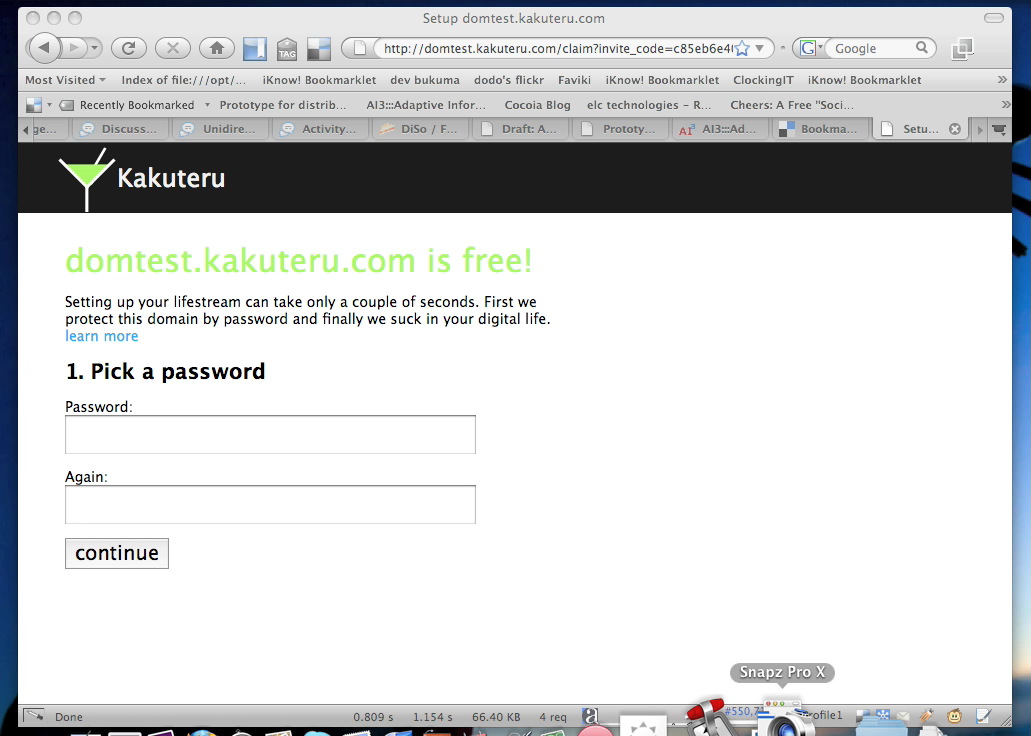 Setup domtest.kakuteru.com
TAG
http://domtest.kakuteru.com/claim?invite_code=c85eb6e4
G Google
Most Visited Index of file:///opt/... iKnow! Bookmarklet dev bukuma dodo's flickr Faviki iKnow! Bookmarklet ClockingIT iKnow! Bookmarklet »
Recently Bookmarked Prototype for distrib... AI3:::Adaptive Infor... Cocoia Blog elc technologies – R... Cheers: A Free "Soci... »
ge... Discuss... Unidire... Activity... DiSo / F... Draft: A... Prototy... AI3 AI3:::Ad... Bookma... Setu...
Kakuteru
domtest.kakuteru.com is free!
Setting up your lifestream can take only a couple of seconds. First we
protect this domain by password and finally we suck in your digital life.
learn more
1. Pick a password
Password:
Again:
continue
Snapz Pro X
Done 0.809 s 1.154 s 66.40 KB 4 req a #550,7 rofile1